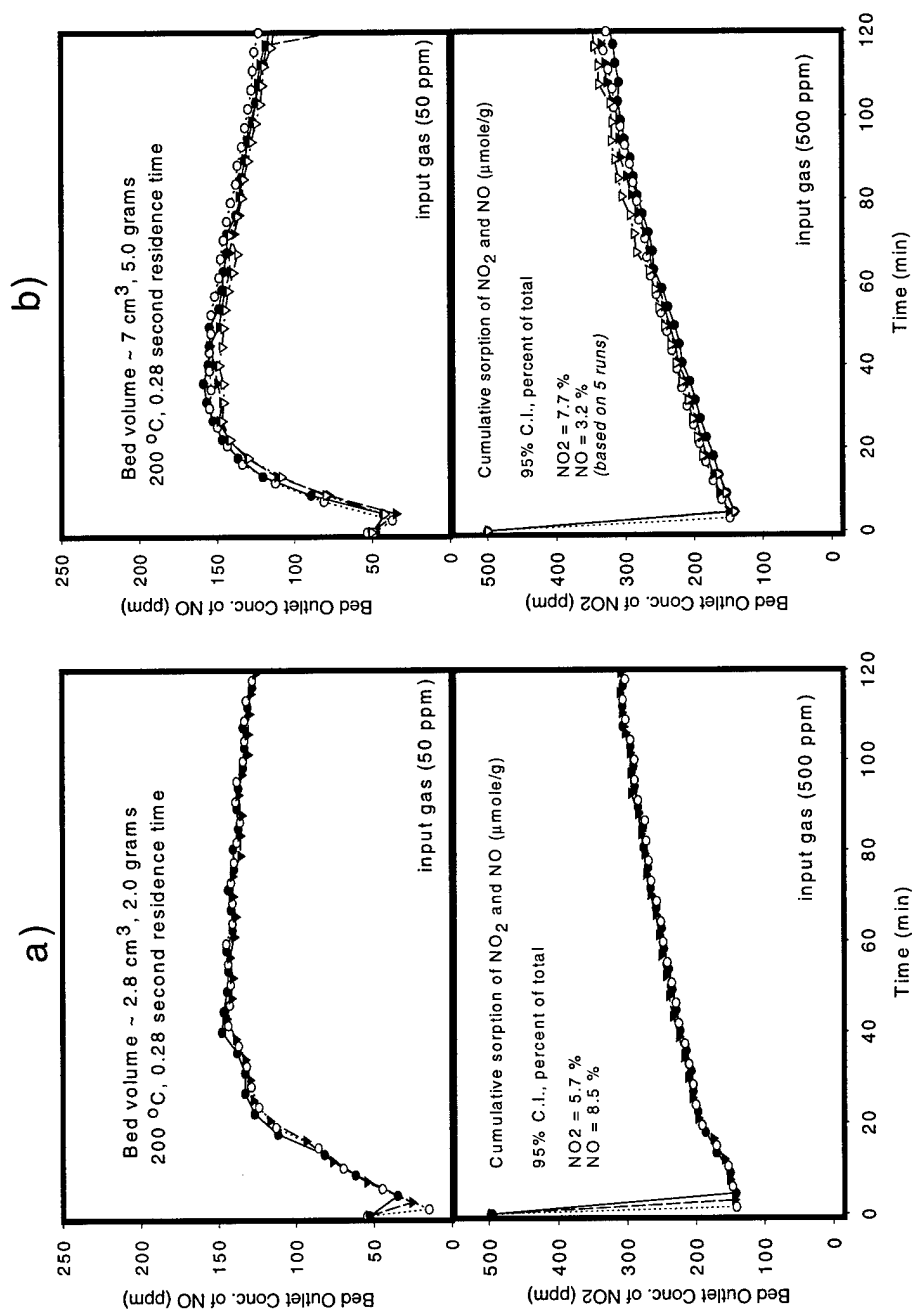 a)
250
200
150
100
50
0
Bed Outlet Conc. of NO (ppm)
Bed volume ~ 2.8 cm³, 2.0 grams
200 °C, 0.28 second residence time
input gas (50 ppm)
500
400
300
200
100
0
Bed Outlet Conc. of NO2 (ppm)
Cumulative sorption of NO₂ and NO (μmole/g)
95% C.I., percent of total
NO2 = 5.7 %
NO = 8.5 %
input gas (500 ppm)
0 20 40 60 80 100 120
Time (min)
b)
250
200
150
100
50
0
Bed Outlet Conc. of NO (ppm)
Bed volume ~ 7 cm³, 5.0 grams
200 °C, 0.28 second residence time
input gas (50 ppm)
500
400
300
200
100
0
Bed Outlet Conc. of NO2 (ppm)
Cumulative sorption of NO₂ and NO (μmole/g)
95% C.I., percent of total
NO2 = 7.7 %
NO = 3.2 %
(based on 5 runs)
input gas (500 ppm)
0 20 40 60 80 100 120
Time (min)